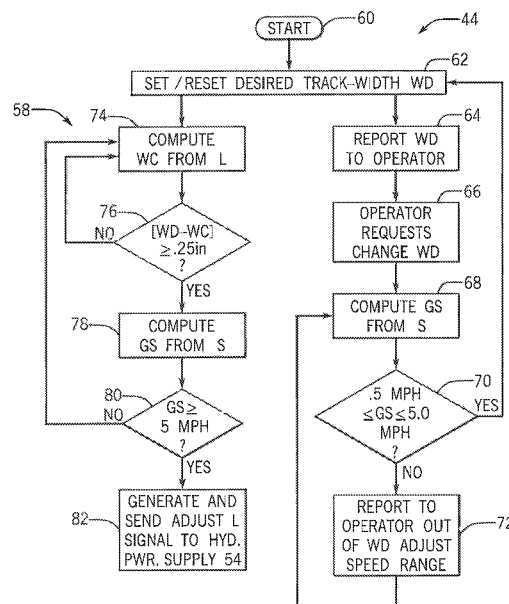 START
60
44
62
SET / RESET DESIRED TRACK-WIDTH WD
58
74
COMPUTE
WC FROM L
64
REPORT WD
TO OPERATOR
76
NO
[WD-WC]
≥.25in
?
YES
66
OPERATOR
REQUESTS
CHANGE WD
78
COMPUTE
GS FROM S
68
COMPUTE GS
FROM S
80
NO
GS≥
5 MPH
?
YES
70
.5 MPH
≤GS≤5.0
MPH
?
YES
NO
82
GENERATE AND
SEND ADJUST L
SIGNAL TO HYD.
PWR. SUPPLY 54
72
REPORT TO
OPERATOR OUT
OF WD ADJUST
SPEED RANGE